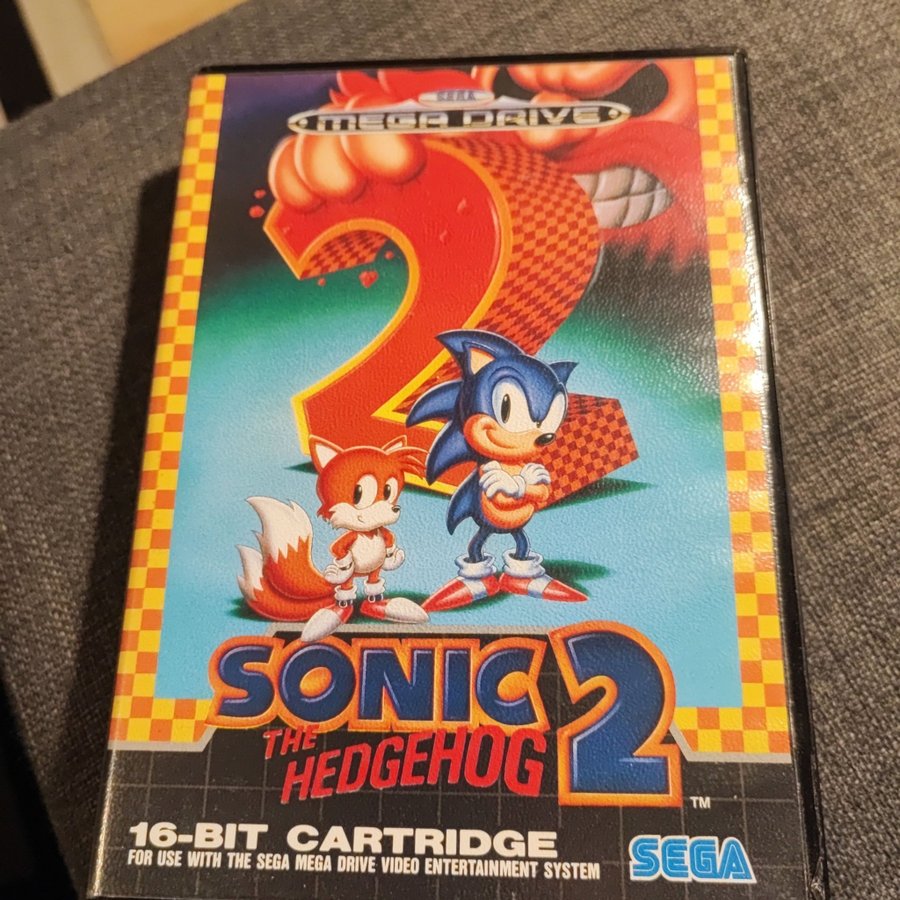 SEGA
MEGA DRIVE
2
SONIC
THE
HEDGEHOG
2
TM
16-BIT CARTRIDGE
FOR USE WITH THE SEGA MEGA DRIVE VIDEO ENTERTAINMENT SYSTEM
SEGA